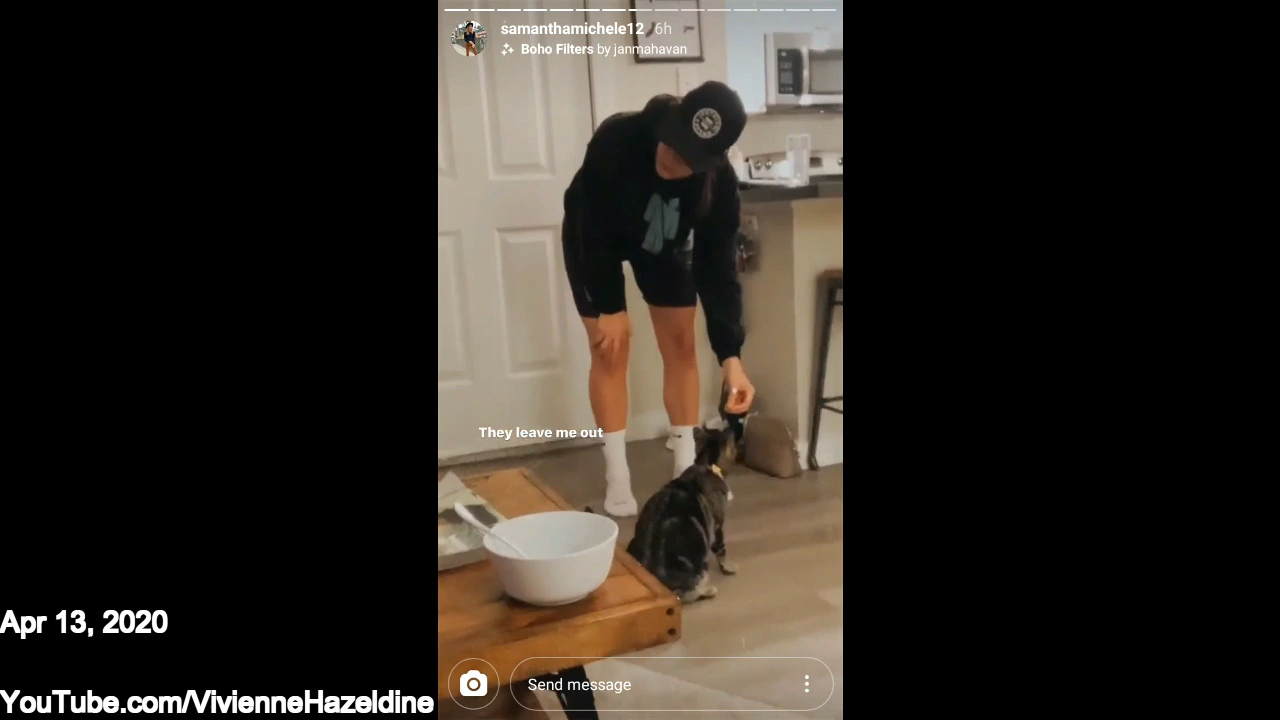 samanthamichele12 6h
Boho Filters by janmahavan
They leave me out
Apr 13, 2020
Send message
YouTube.com/VivienneHazeldine